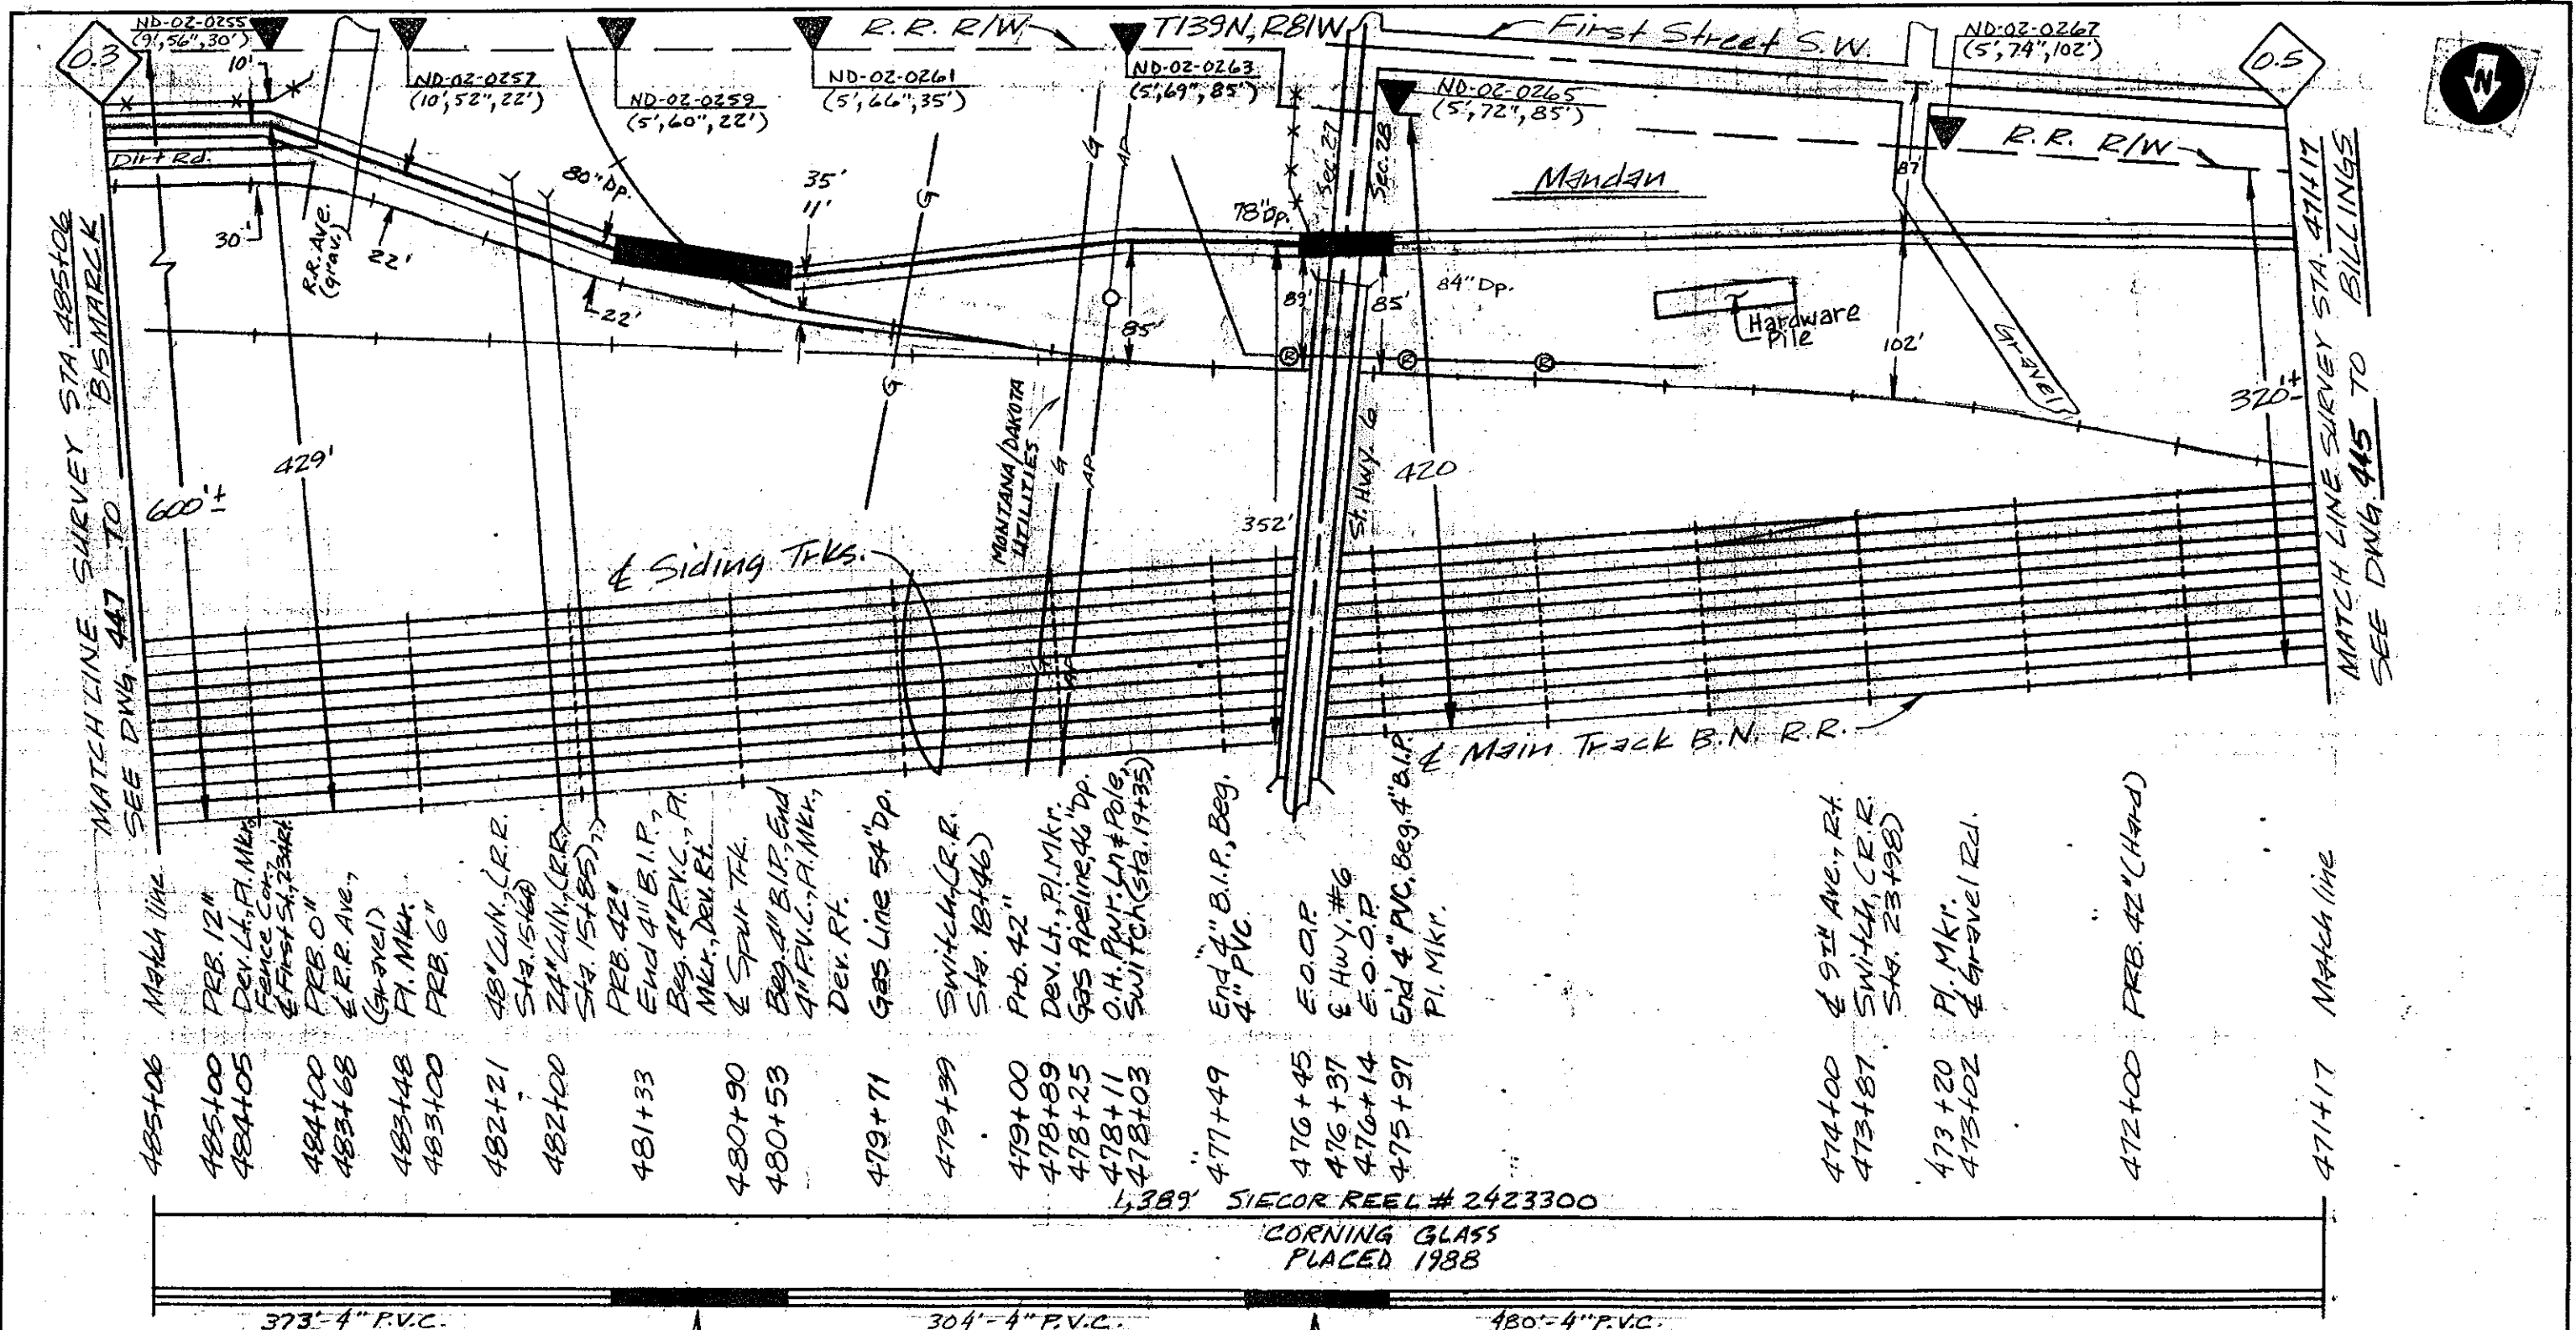 ND-02-0255
(9',56",30')
10'
0.3
ND-02-0257
(10',52",22')
ND-02-0259
(5',60",22')
R.R. R/W
ND-02-0261
(5',66",35')
T139N, R81W
ND-02-0263
(5',69",85')
First Street S.W.
ND-02-0265
(5',72",85')
ND-02-0267
(5',74",102')
0.5
N
R.R. R/W
Dirt Rd.
30'
R.R. Ave.
(grav.)
22'
80"Dp.
22'
35'
11'
G
G
G
AP
85'
78"Dp.
Sec. 27
Sec. 28
Mandan
87'
89'
85'
84"Dp.
Hardware
Pile
102'
Gravel
R
R
R
MATCH LINE SURVEY STA. 485+06
SEE DWG. 447 TO BISMARCK
600'±
429'
MONTANA/DAKOTA
UTILITIES
G
AP
352'
St. Hwy. 6
420
320'±
MATCH LINE SURVEY STA. 471+17
SEE DWG. 445 TO BILLINGS
℄ Siding Trks.
℄ Main Track B.N. R.R.
485+06 Match line
485+00 PRB. 12"
484+05 Dev. Lt., Pl. Mkr,
Fence Cor.,
℄ First St.,
484+00 PRB. 0"
483+68 ℄ R.R. Ave.,
(Gravel)
483+48 Pl. Mkr.
483+00 PRB. 6"
482+21 48" Culv., (R.R.
24" Culv., (R.R.
Sta. 15+85)
482+00 PRB. 42"
481+33 End 4" B.I.P.,
Beg. 4" P.V.C., Pl.
Mkr., Dev. Rt.
480+90 ℄ Spur Trk.
480+53 Beg. 4" B.I.P., End
4" P.V.C., Pl. Mkr.,
Dev. Rt.
479+71 Gas Line 54" Dp.
479+39 Switch, (R.R.
Sta. 18+46)
479+00 Prb. 42"
478+89 Dev. Lt., Pl. Mkr.
478+25 Gas Pipeline, 46" Dp.
478+11 O.H. Pwr. Ln & Pole,
478+03 Switch (Sta. 19+35)
477+49 End 4" B.I.P., Beg.
4" PVC
476+45 E.O.P.
476+37 ℄ Hwy. #6
476+14 E.O.P.
475+97 End 4" PVC, Beg. 4" B.I.P.
Pl. Mkr.
474+00 ℄ 9TH Ave., Rt.
473+87 Switch, (R.R.
Sta. 23+98)
473+20 Pl. Mkr.
473+02 ℄ Gravel Rd.
472+00 PRB. 42" (Hard)
471+17 Match line
1,389' SIECOR REEL # 2423300
CORNING GLASS
PLACED 1988
373'-4" P.V.C.
304'-4" P.V.C.
480'-4" P.V.C.